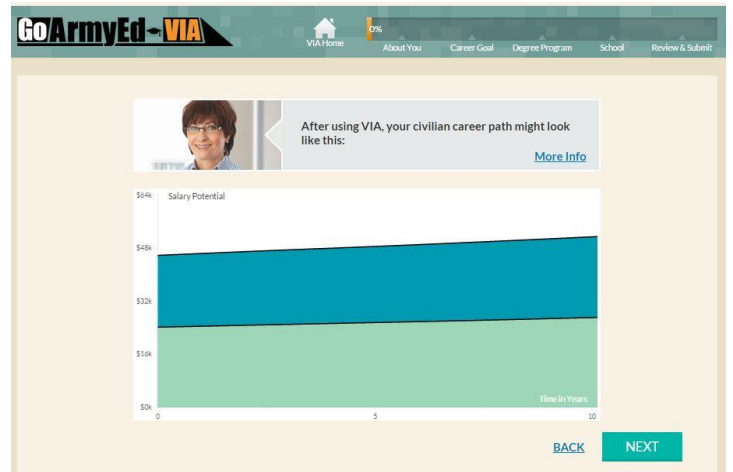 GoArmyEd VIA
VIA Home
0%
About You
Career Goal
Degree Program
School
Review & Submit
After using VIA, your civilian career path might look
like this:
More Info
$64k
Salary Potential
$48k
$32k
$16k
$0k
Time in Years
0
5
10
BACK
NEXT